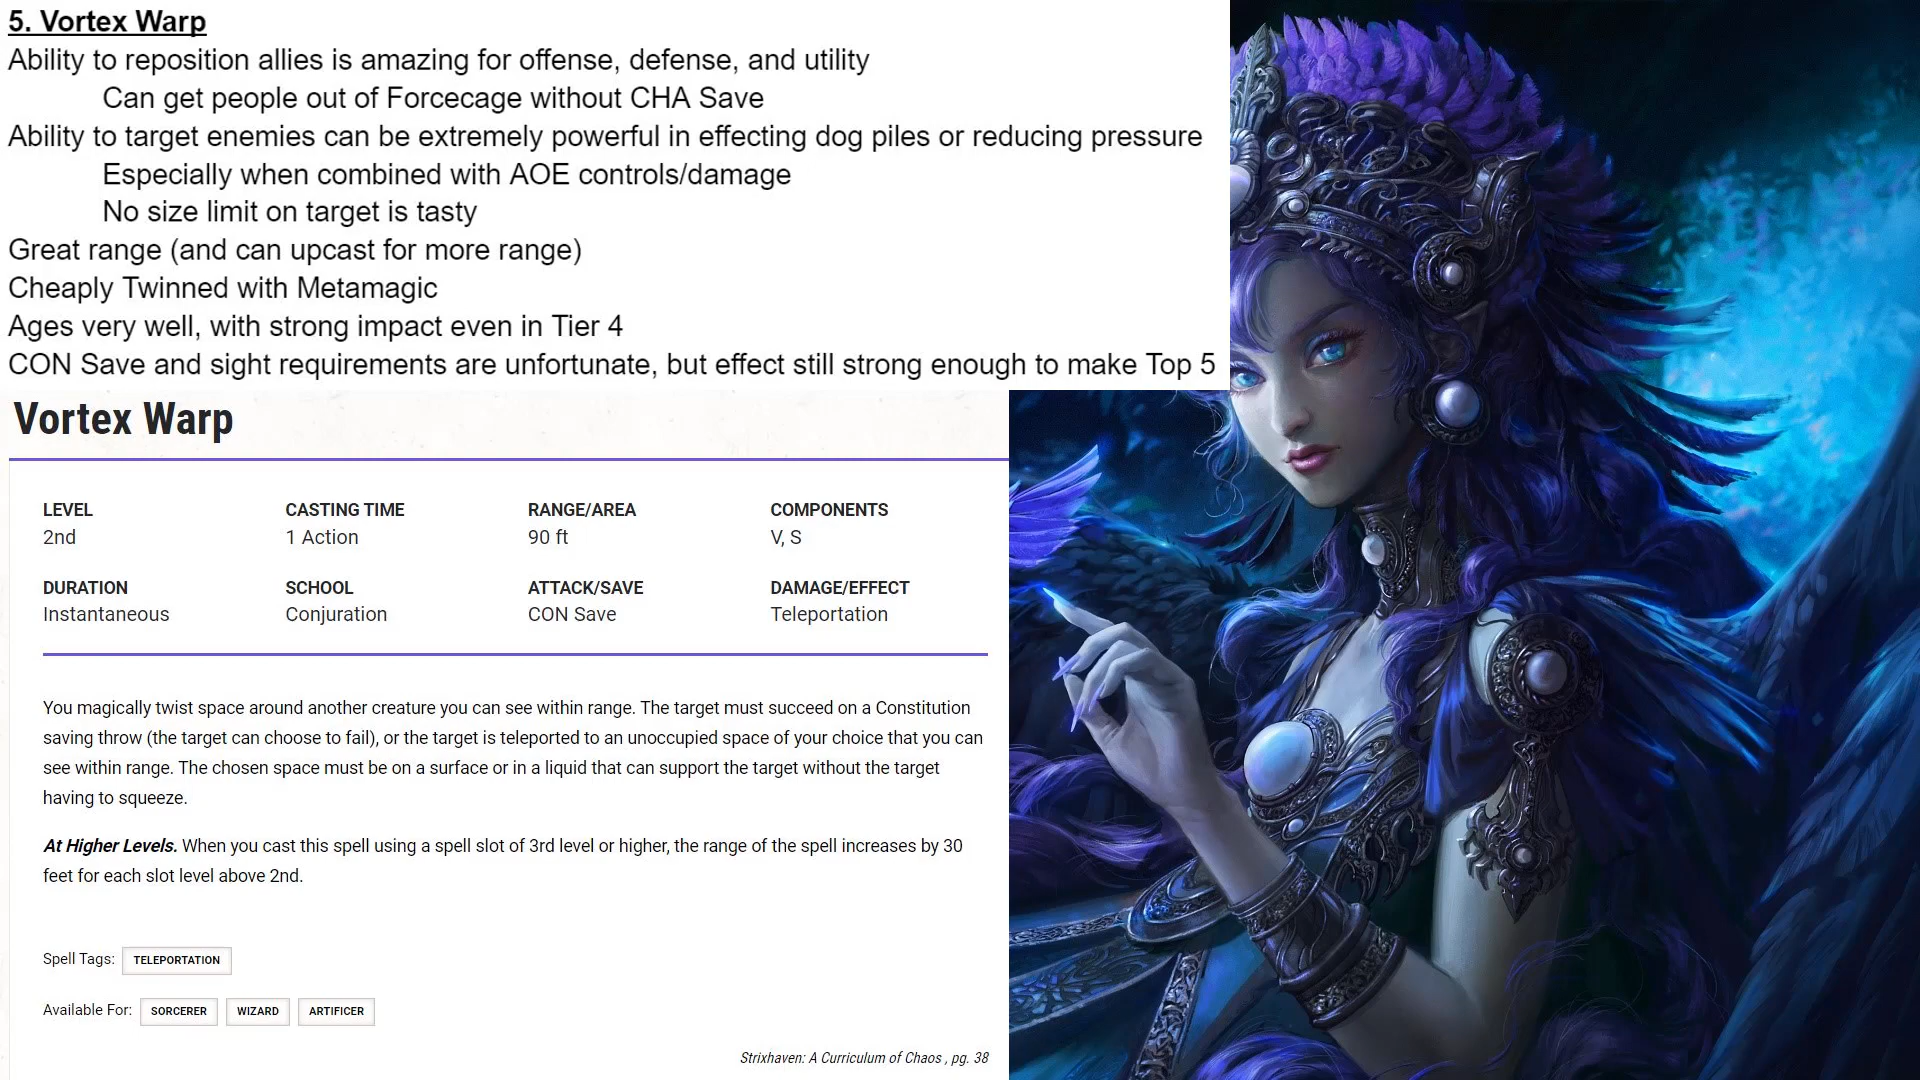 5. Vortex Warp
Ability to reposition allies is amazing for offense, defense, and utility
Can get people out of Forcecage without CHA Save
Ability to target enemies can be extremely powerful in effecting dog piles or reducing pressure
Especially when combined with AOE controls/damage
No size limit on target is tasty
Great range (and can upcast for more range)
Cheaply Twinned with Metamagic
Ages very well, with strong impact even in Tier 4
CON Save and sight requirements are unfortunate, but effect still strong enough to make Top 5
Vortex Warp
LEVEL CASTING TIME RANGE/AREA COMPONENTS
2nd 1 Action 90 ft V, S
DURATION SCHOOL ATTACK/SAVE DAMAGE/EFFECT
Instantaneous Conjuration CON Save Teleportation
You magically twist space around another creature you can see within range. The target must succeed on a Constitution
saving throw (the target can choose to fail), or the target is teleported to an unoccupied space of your choice that you can
see within range. The chosen space must be on a surface or in a liquid that can support the target without the target
having to squeeze.
At Higher Levels. When you cast this spell using a spell slot of 3rd level or higher, the range of the spell increases by 30
feet for each slot level above 2nd.
Spell Tags: TELEPORTATION
Available For: SORCERER WIZARD ARTIFICER
Strixhaven: A Curriculum of Chaos , pg. 38